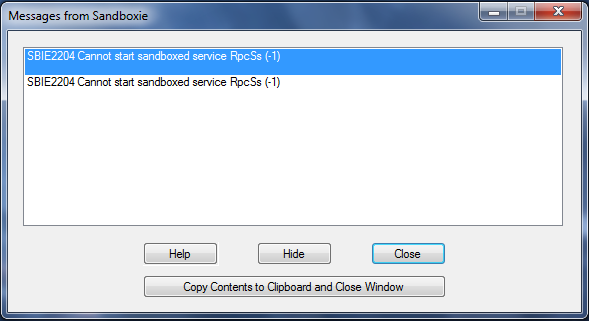 Messages from Sandboxie
SBIE2204 Cannot start sandboxed service RpcSs (-1)
SBIE2204 Cannot start sandboxed service RpcSs (-1)
Help Hide Close
Copy Contents to Clipboard and Close Window